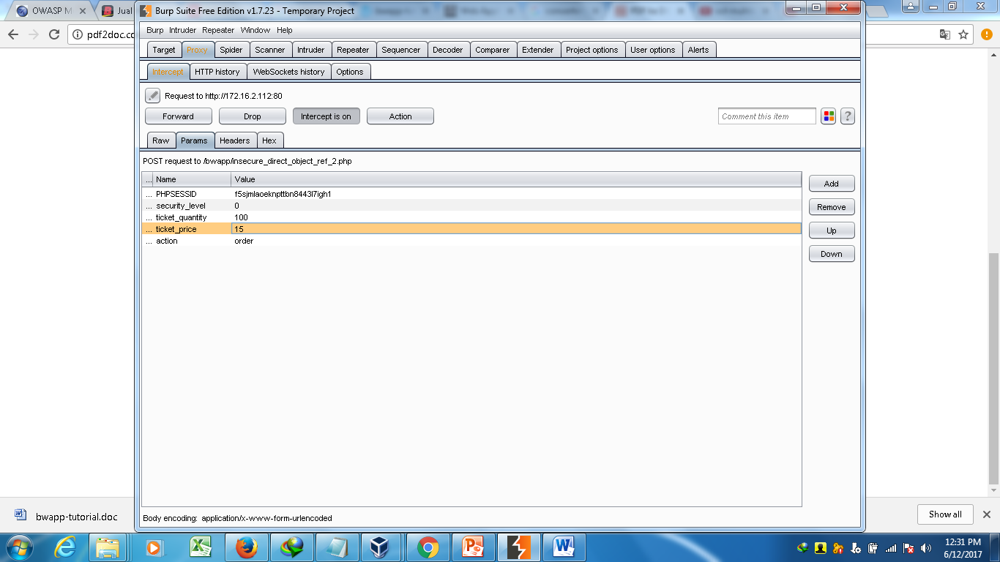 OWASP M
Jual
Burp Suite Free Edition v1.7.23 - Temporary Project
pdf2doc.co
Burp Intruder Repeater Window Help
Target Proxy Spider Scanner Intruder Repeater Sequencer Decoder Comparer Extender Project options User options Alerts
Intercept HTTP history WebSockets history Options
Request to http://172.16.2.112:80
Forward Drop Intercept is on Action Comment this item ?
Raw Params Headers Hex
POST request to /bwapp/insecure_direct_object_ref_2.php
... Name Value
... PHPSESSID f5sjmlaoeknpttbn8443l7igh1
... security_level 0
... ticket_quantity 100
... ticket_price 15
... action order
Add
Remove
Up
Down
Body encoding: application/x-www-form-urlencoded
bwapp-tutorial.doc
Show all
12:31 PM
6/12/2017